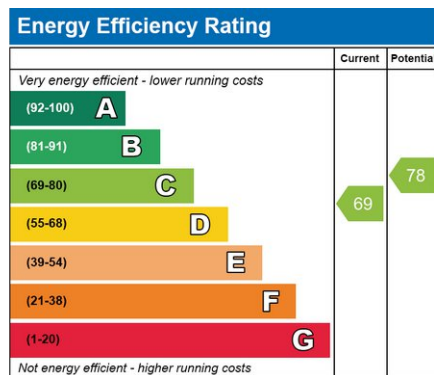 Energy Efficiency Rating
Current Potential
Very energy efficient - lower running costs
(92-100) A
(81-91) B
(69-80) C
(55-68) D
(39-54) E
(21-38) F
(1-20) G
69
78
Not energy efficient - higher running costs